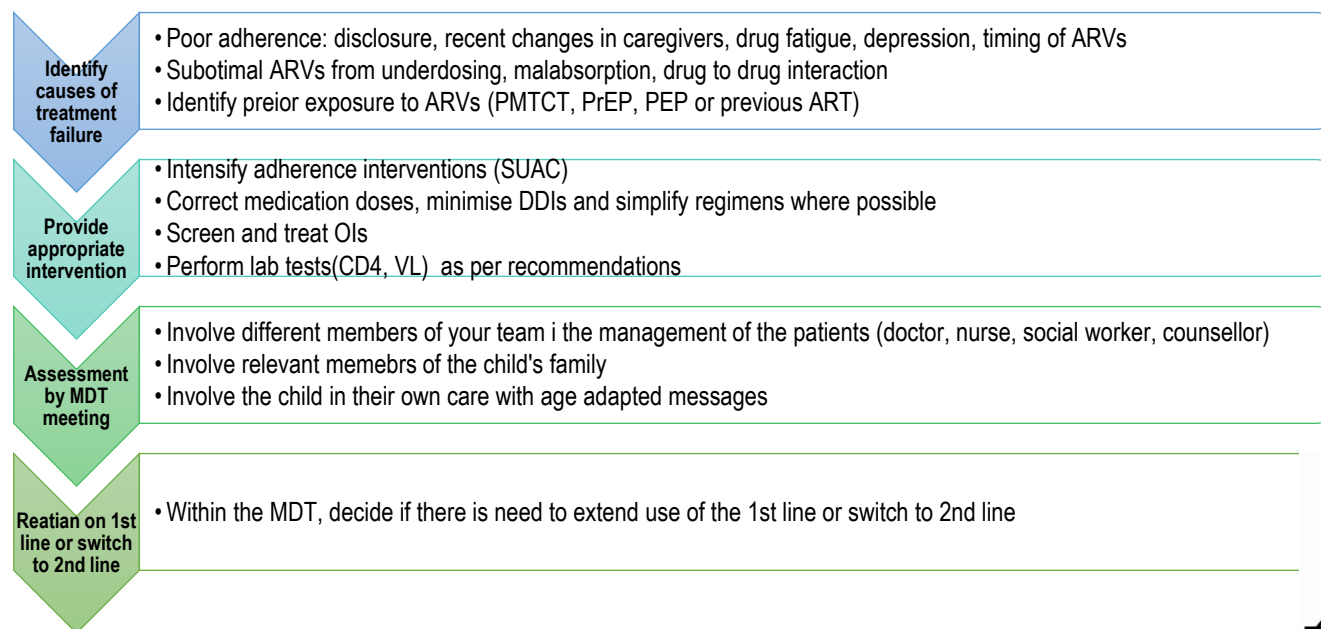 Identify
causes of
treatment
failure
• Poor adherence: disclosure, recent changes in caregivers, drug fatigue, depression, timing of ARVs
• Subotimal ARVs from underdosing, malabsorption, drug to drug interaction
• Identify preior exposure to ARVs (PMTCT, PrEP, PEP or previous ART)
Provide
appropriate
intervention
• Intensify adherence interventions (SUAC)
• Correct medication doses, minimise DDIs and simplify regimens where possible
• Screen and treat OIs
• Perform lab tests(CD4, VL) as per recommendations
Assessment
by MDT
meeting
• Involve different members of your team i the management of the patients (doctor, nurse, social worker, counsellor)
• Involve relevant memebrs of the child's family
• Involve the child in their own care with age adapted messages
Reatian on 1st
line or switch
to 2nd line
• Within the MDT, decide if there is need to extend use of the 1st line or switch to 2nd line